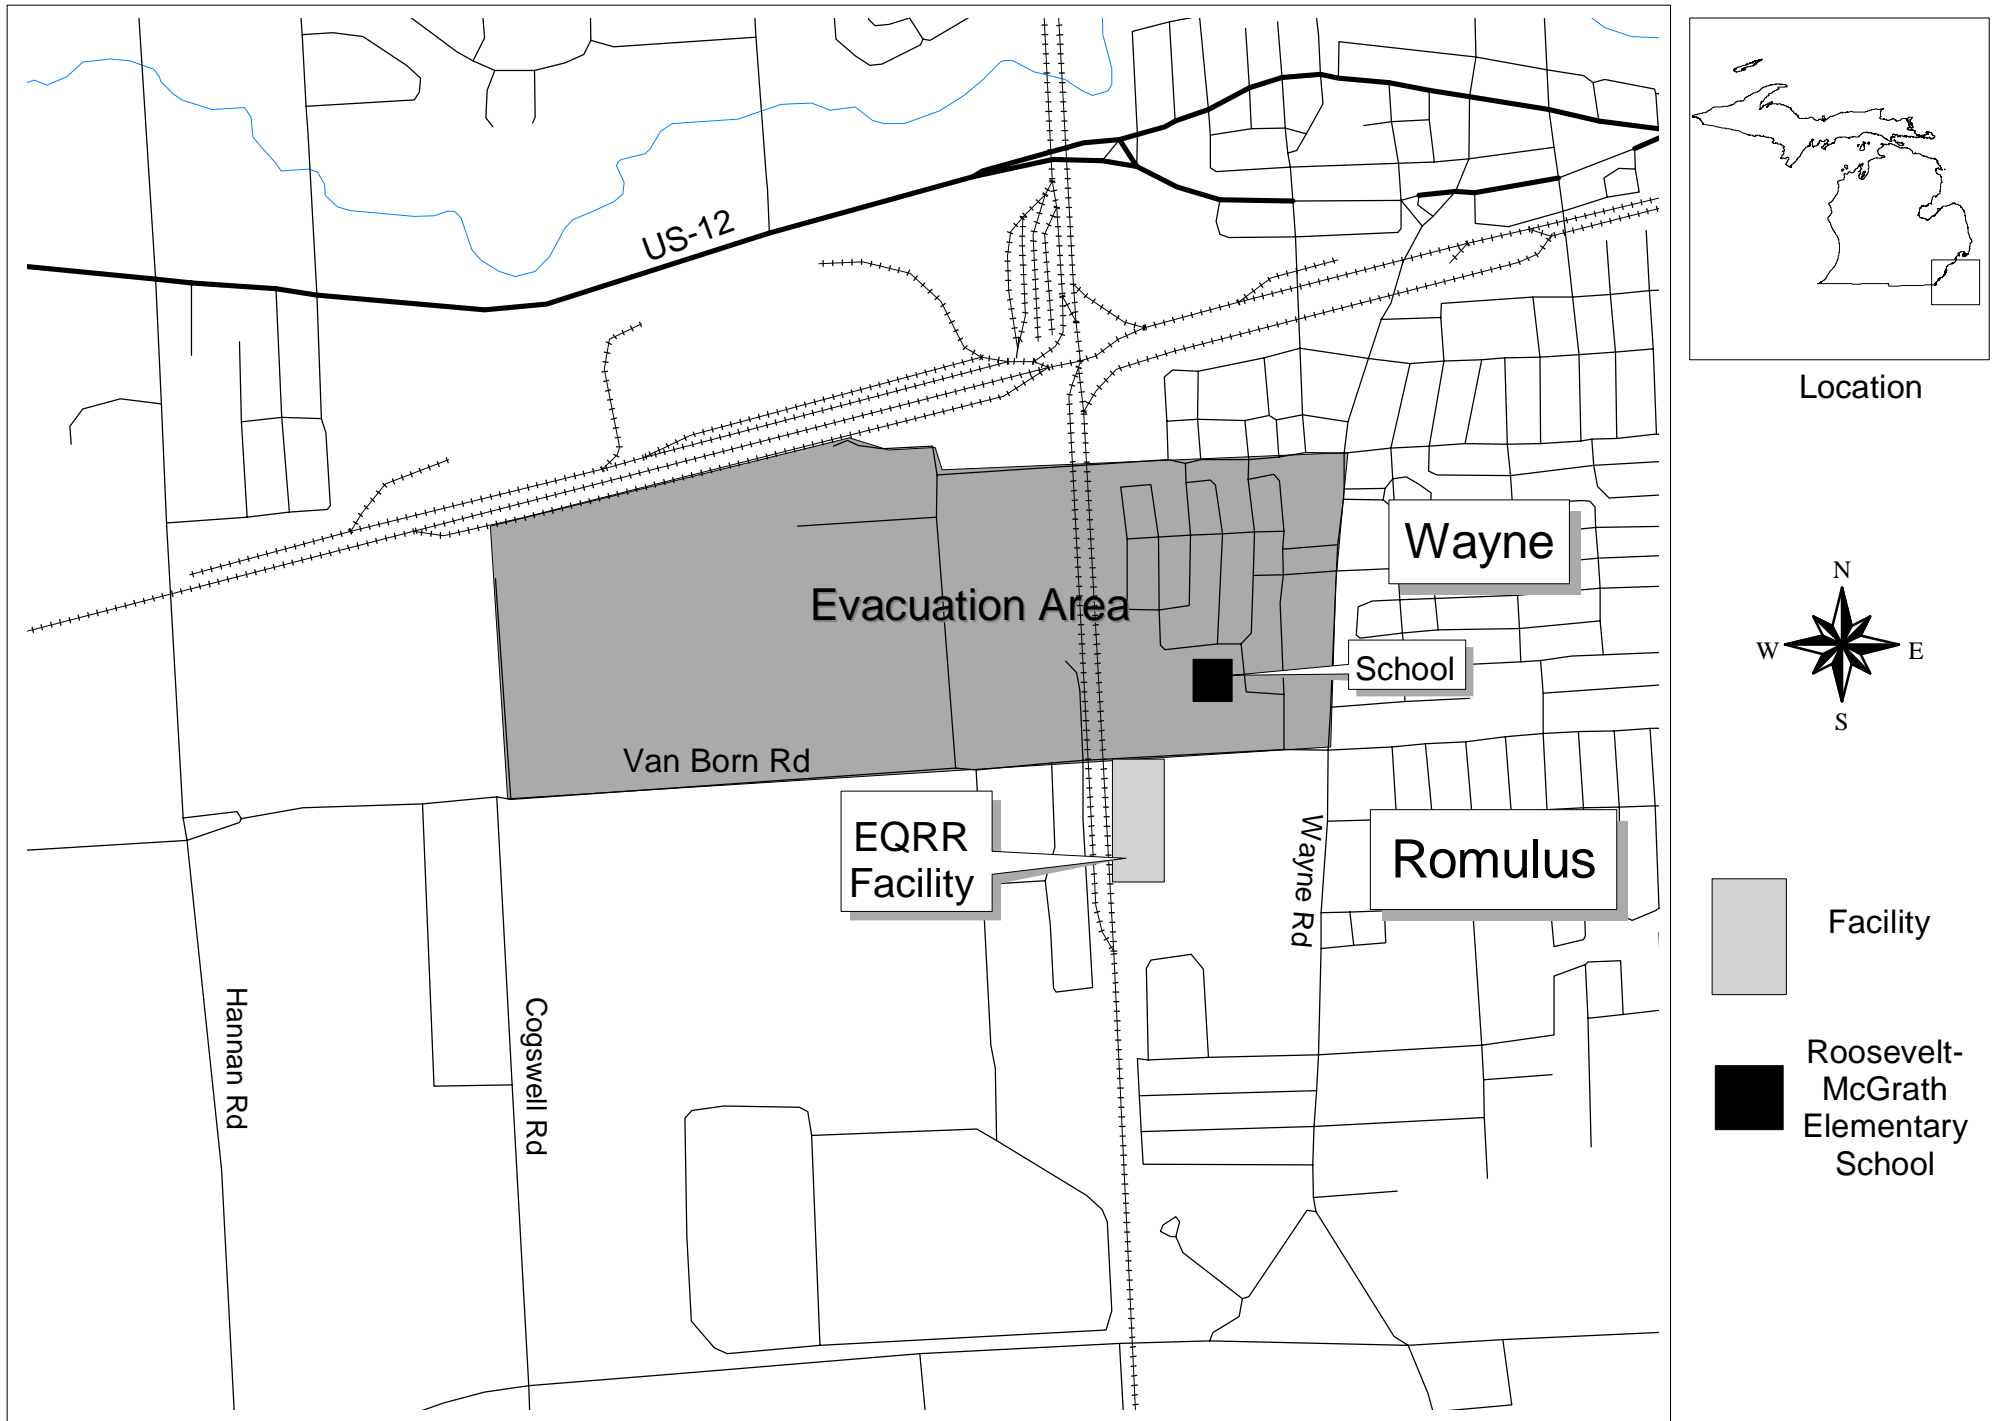 US-12
Evacuation Area
Van Born Rd
Wayne
School
EQRR
Facility
Romulus
Wayne Rd
Hannan Rd
Cogswell Rd
Location
N
W
E
S
Facility
Roosevelt-
McGrath
Elementary
School